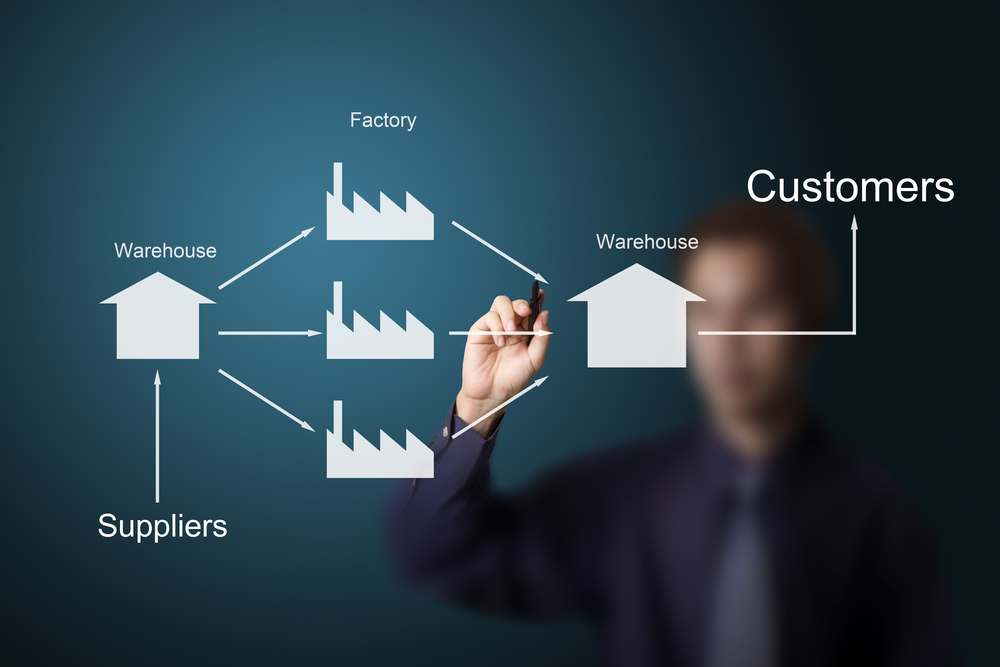 Factory
Customers
Warehouse
Warehouse
Suppliers